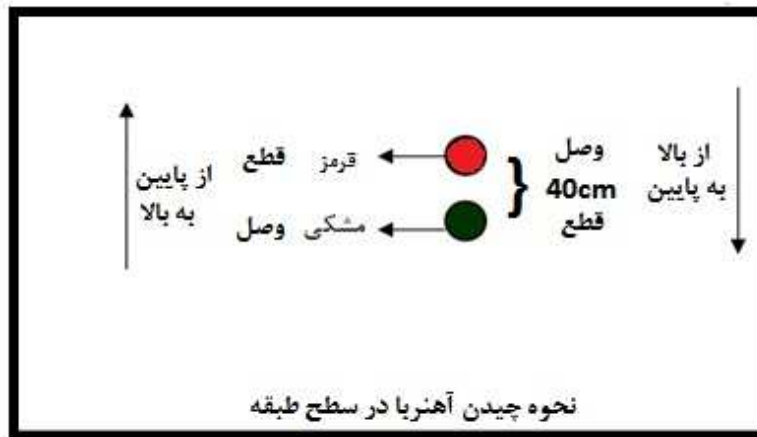 از بالا
به پایین
وصل
40cm
قطع
قرمز قطع
مشکی وصل
از پایین
به بالا
نحوه چیدن آهنربا در سطح طبقه